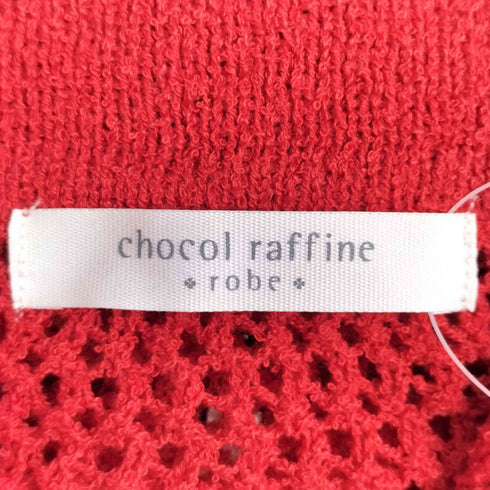 chocol raffine
♣ robe ♣